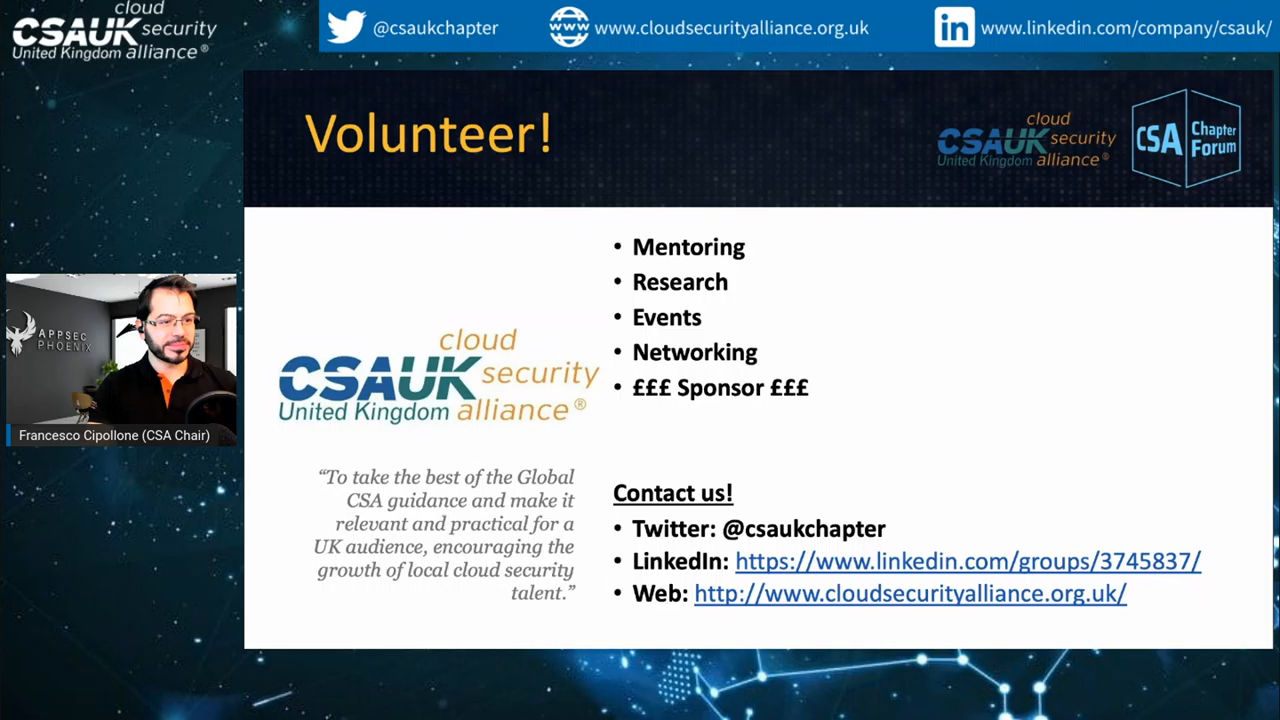 cloud
CSAUK security
United Kingdom alliance®
@csaukchapter
www.cloudsecurityalliance.org.uk
in
www.linkedin.com/company/csauk/
Volunteer!
cloud
CSAUK security
United Kingdom alliance®
CSA Chapter Forum
• Mentoring
• Research
• Events
• Networking
• £££ Sponsor £££
cloud
CSAUK security
United Kingdom alliance®
APPSEC
PHOENIX
Francesco Cipollone (CSA Chair)
“To take the best of the Global
CSA guidance and make it
relevant and practical for a
UK audience, encouraging the
growth of local cloud security
talent.”
Contact us!
• Twitter: @csaukchapter
• LinkedIn: https://www.linkedin.com/groups/3745837/
• Web: http://www.cloudsecurityalliance.org.uk/